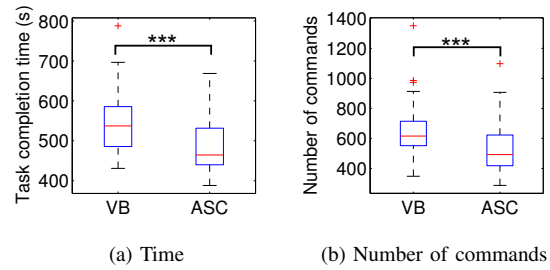 Task completion time (s)
800
700
600
500
400
***
VB
ASC
(a) Time
Number of commands
1400
1200
1000
800
600
400
***
VB
ASC
(b) Number of commands